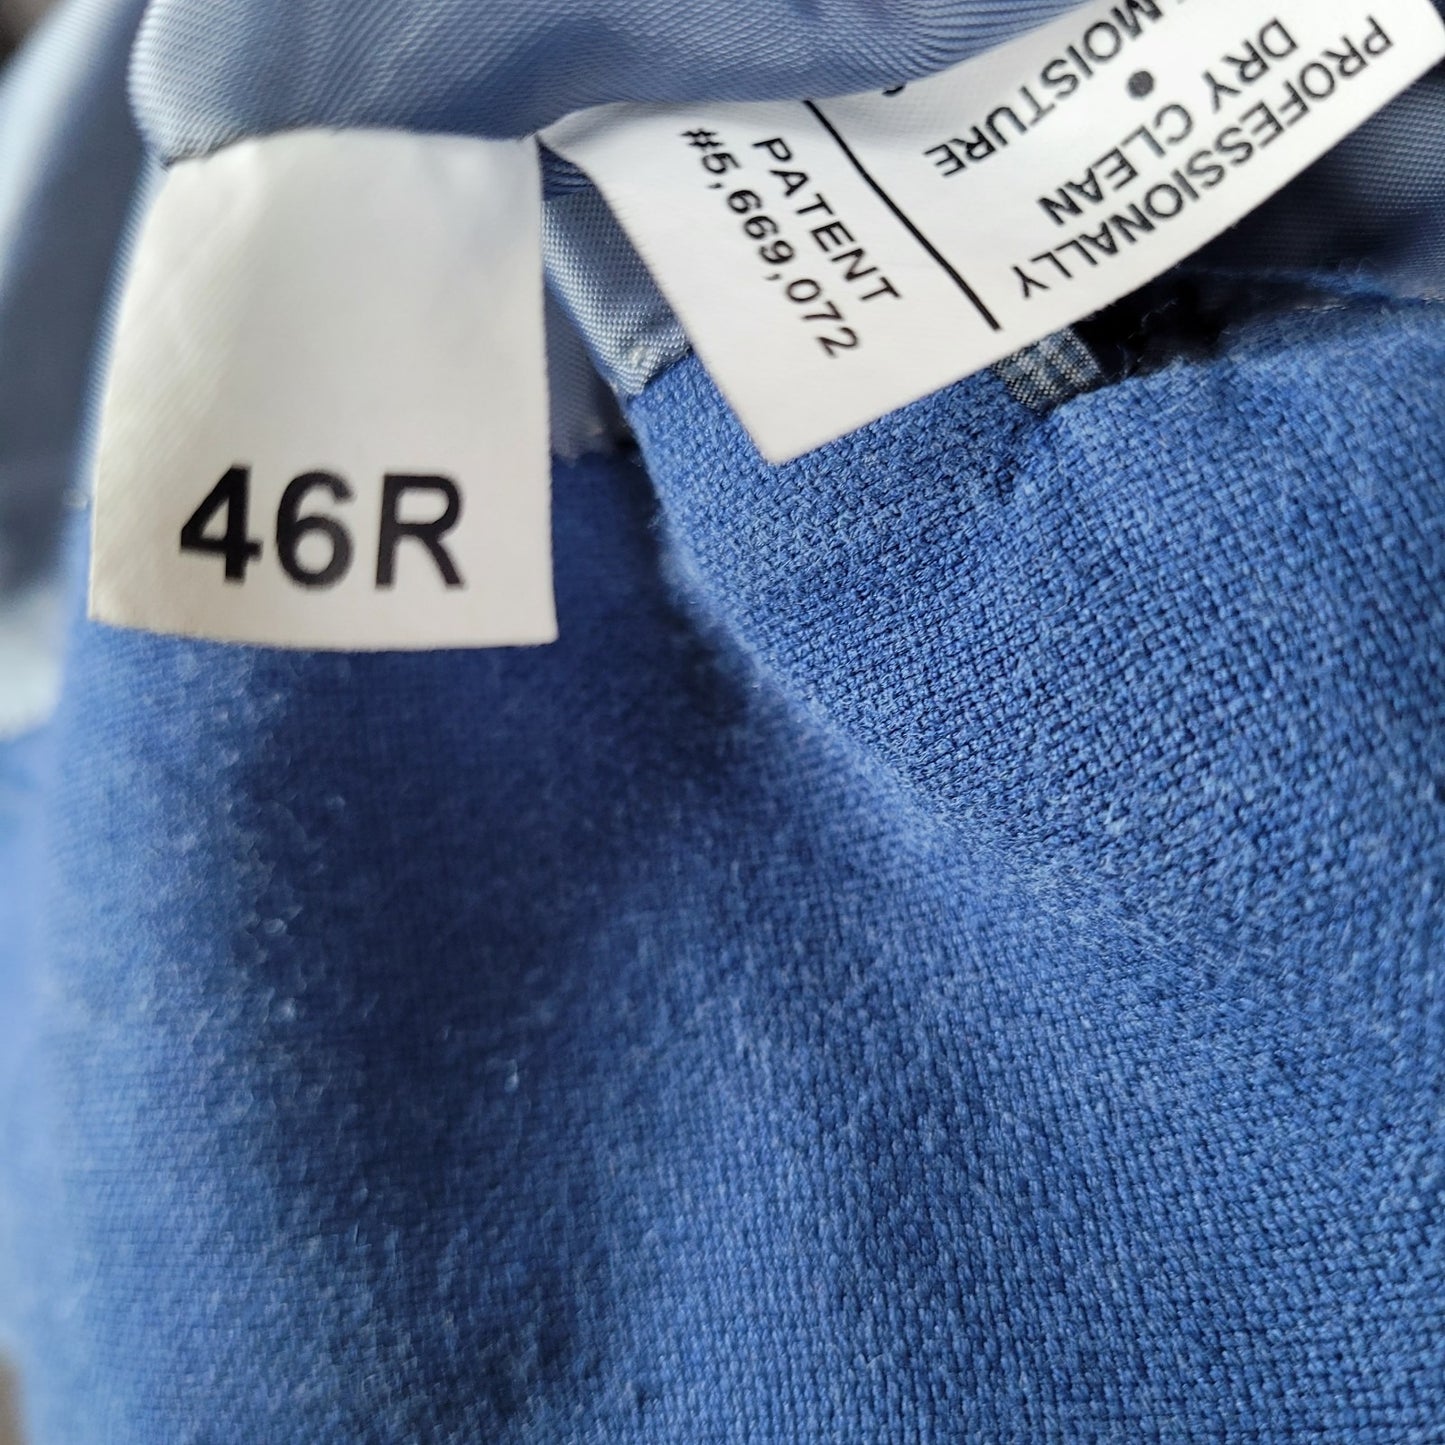 46R
PATENT
#5,669,072
PROFESSIONALLY
DRY CLEAN
•
MOISTURE